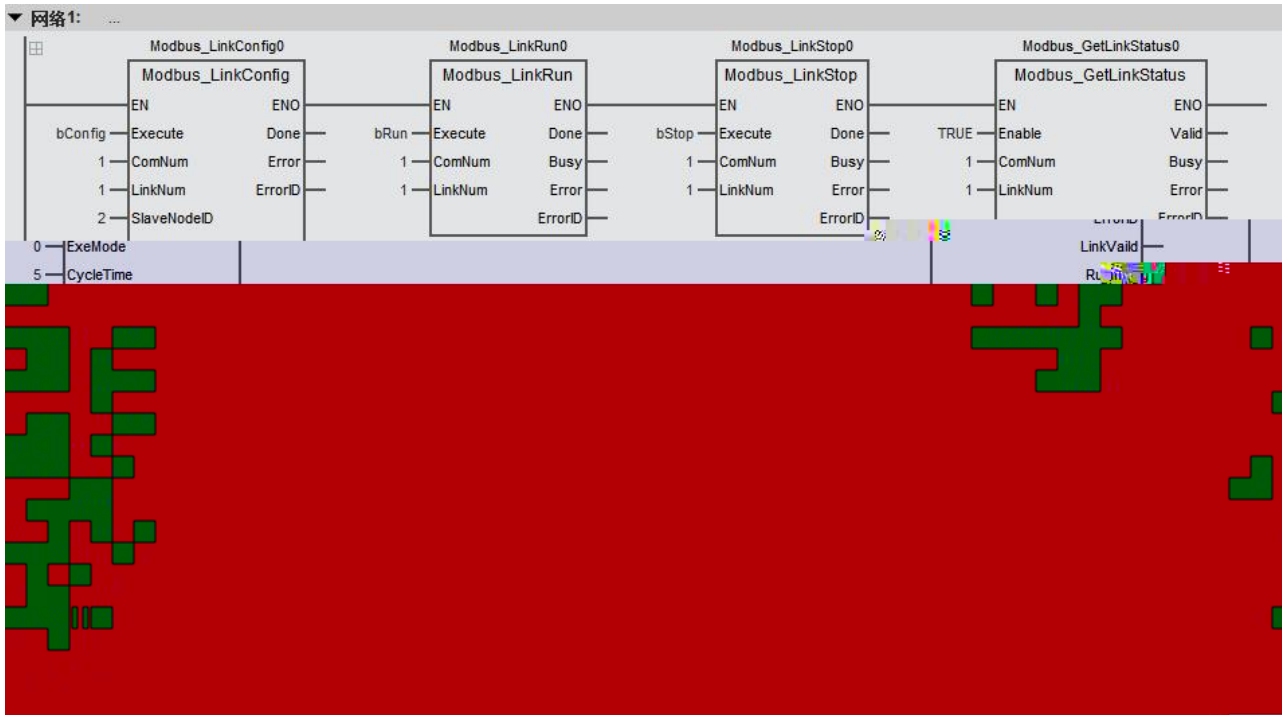 网络1: ...
Modbus_LinkConfig0 Modbus_LinkRun0 Modbus_LinkStop0 Modbus_GetLinkStatus0
Modbus_LinkConfig Modbus_LinkRun Modbus_LinkStop Modbus_GetLinkStatus
EN ENO EN ENO EN ENO EN ENO
bConfig Execute Done bRun Execute Done bStop Execute Done TRUE Enable Valid
1 ComNum Error 1 ComNum Busy 1 ComNum Busy 1 ComNum Busy
1 LinkNum ErrorID 1 LinkNum Error 1 LinkNum Error 1 LinkNum Error
2 SlaveNodeID ErrorID ErrorID ErrorID
0 ExeMode LinkVaild
5 CycleTime